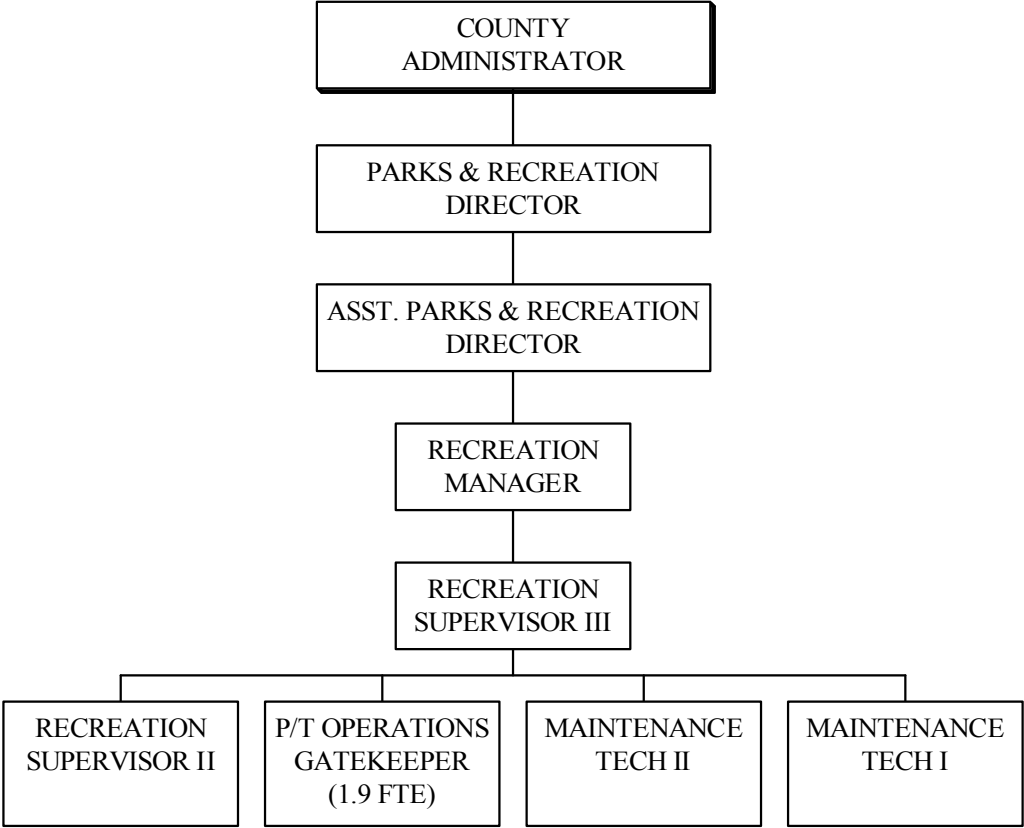 COUNTY
ADMINISTRATOR
PARKS & RECREATION
DIRECTOR
ASST. PARKS & RECREATION
DIRECTOR
RECREATION
MANAGER
RECREATION
SUPERVISOR III
RECREATION
SUPERVISOR II
P/T OPERATIONS
GATEKEEPER
(1.9 FTE)
MAINTENANCE
TECH II
MAINTENANCE
TECH I